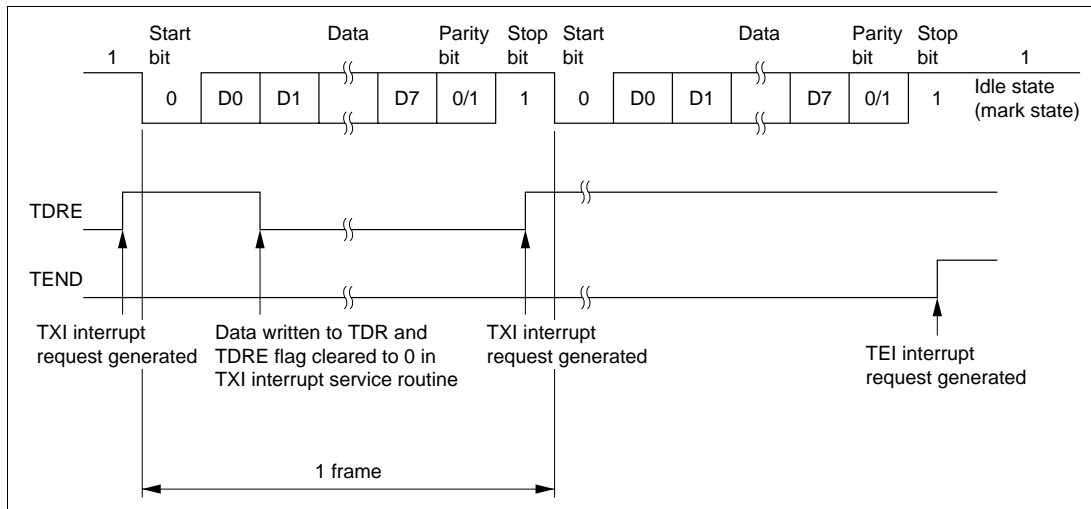 Start bit Data Parity bit Stop bit Start bit Data Parity bit Stop bit
1 1
0 D0 D1 D7 0/1 1 0 D0 D1 D7 0/1 1 Idle state (mark state)
TDRE
TEND
TXI interrupt
request generated
Data written to TDR and
TDRE flag cleared to 0 in
TXI interrupt service routine
TXI interrupt
request generated
TEI interrupt
request generated
1 frame